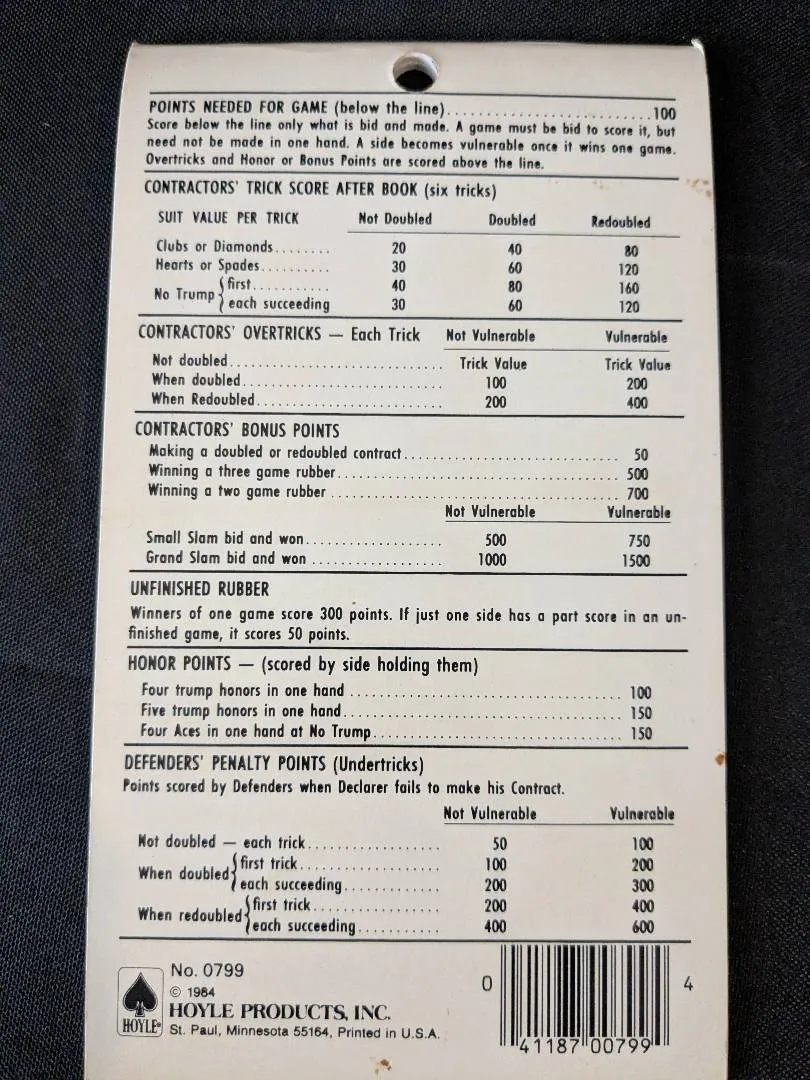 POINTS NEEDED FOR GAME (below the line)..............................100
Score below the line only what is bid and made. A game must be bid to score it, but
need not be made in one hand. A side becomes vulnerable once it wins one game.
Overtricks and Honor or Bonus Points are scored above the line.
CONTRACTORS' TRICK SCORE AFTER BOOK (six tricks)
SUIT VALUE PER TRICK Not Doubled Doubled Redoubled
Clubs or Diamonds........ 20 40 80
Hearts or Spades.......... 30 60 120
No Trump { first........... 40 80 160
each succeeding 30 60 120
CONTRACTORS' OVERTRICKS — Each Trick Not Vulnerable Vulnerable
Not doubled............................... Trick Value Trick Value
When doubled............................. 100 200
When Redoubled........................... 200 400
CONTRACTORS' BONUS POINTS
Making a doubled or redoubled contract.............................. 50
Winning a three game rubber....................................... 500
Winning a two game rubber ........................................ 700
Not Vulnerable Vulnerable
Small Slam bid and won.................... 500 750
Grand Slam bid and won ................... 1000 1500
UNFINISHED RUBBER
Winners of one game score 300 points. If just one side has a part score in an un-
finished game, it scores 50 points.
HONOR POINTS — (scored by side holding them)
Four trump honors in one hand ...................................... 100
Five trump honors in one hand....................................... 150
Four Aces in one hand at No Trump................................... 150
DEFENDERS' PENALTY POINTS (Undertricks)
Points scored by Defenders when Declarer fails to make his Contract.
Not Vulnerable Vulnerable
Not doubled — each trick................... 50 100
When doubled { first trick.................... 100 200
each succeeding.............. 200 300
When redoubled { first trick.................. 200 400
each succeeding............ 400 600
No. 0799
© 1984
HOYLE PRODUCTS, INC.
St. Paul, Minnesota 55164, Printed in U.S.A.
HOYLE®
0 41187 00799 4